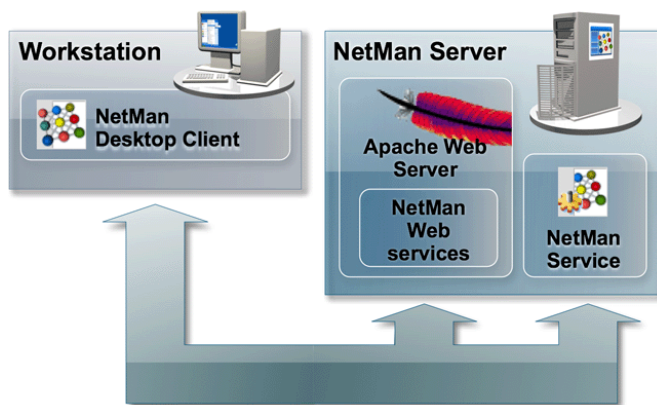 Workstation
NetMan
Desktop Client
NetMan Server
Apache Web
Server
NetMan
Web
services
NetMan
Service